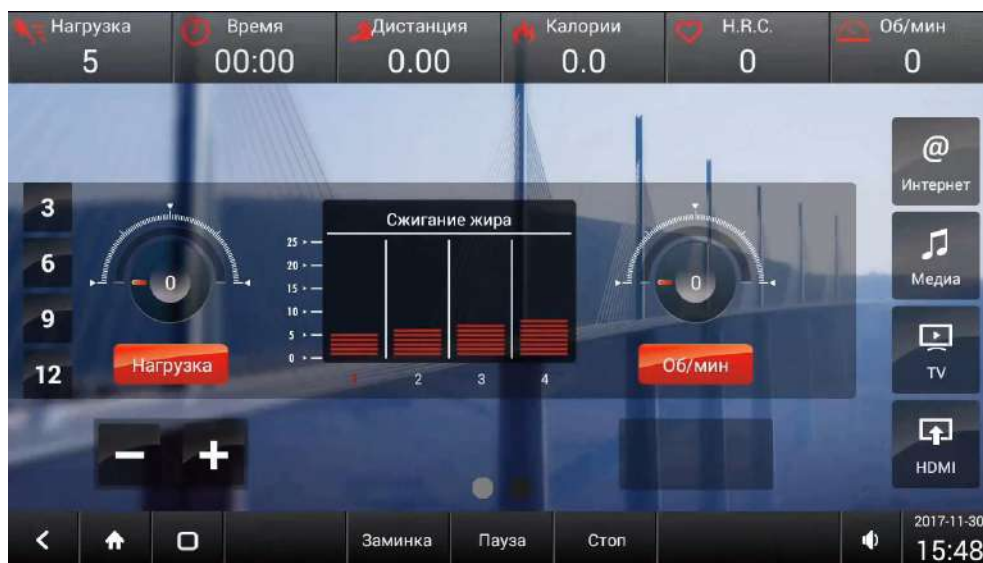 Нагрузка Время Дистанция Калории H.R.C. Об/мин
5 00:00 0.00 0.0 0 0
@
Интернет
Медиа
TV
HDMI
3
6
9
12
0
Нагрузка
Сжигание жира
25
20
15
10
5
0
1 2 3 4
0
Об/мин
− +
Заминка Пауза Стоп
2017-11-30
15:48